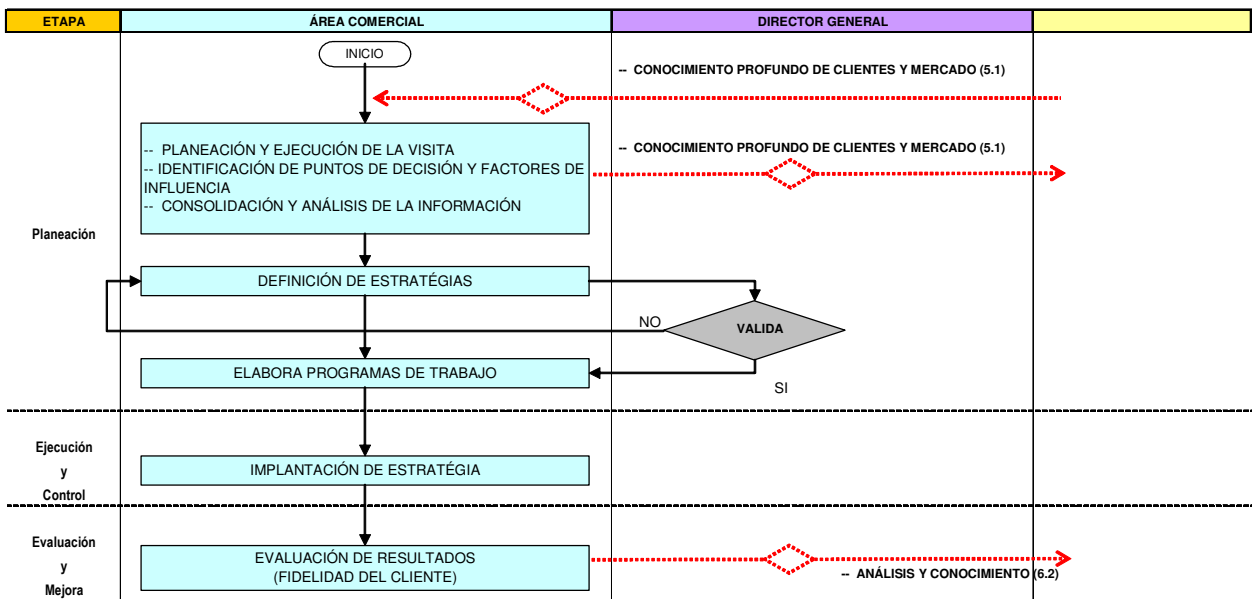 ETAPA
ÁREA COMERCIAL
DIRECTOR GENERAL
INICIO
-- CONOCIMIENTO PROFUNDO DE CLIENTES Y MERCADO (5.1)
-- PLANEACIÓN Y EJECUCIÓN DE LA VISITA
-- IDENTIFICACIÓN DE PUNTOS DE DECISIÓN Y FACTORES DE
INFLUENCIA
-- CONSOLIDACIÓN Y ANÁLISIS DE LA INFORMACIÓN
-- CONOCIMIENTO PROFUNDO DE CLIENTES Y MERCADO (5.1)
Planeación
DEFINICIÓN DE ESTRATÉGIAS
NO
VALIDA
ELABORA PROGRAMAS DE TRABAJO
SI
Ejecución
y
Control
IMPLANTACIÓN DE ESTRATÉGIA
Evaluación
y
Mejora
EVALUACIÓN DE RESULTADOS
(FIDELIDAD DEL CLIENTE)
-- ANÁLISIS Y CONOCIMIENTO (6.2)